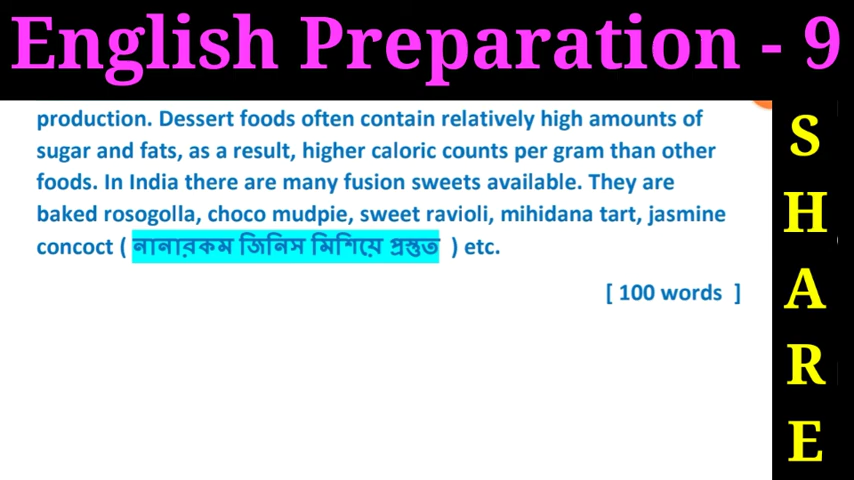 English Preparation - 9
production. Dessert foods often contain relatively high amounts of
sugar and fats, as a result, higher caloric counts per gram than other
foods. In India there are many fusion sweets available. They are
baked rosogolla, choco mudpie, sweet ravioli, mihidana tart, jasmine
concoct ( নানারকম জিনিস মিশিয়ে প্রস্তুত ) etc.
[ 100 words ]
S
H
A
R
E